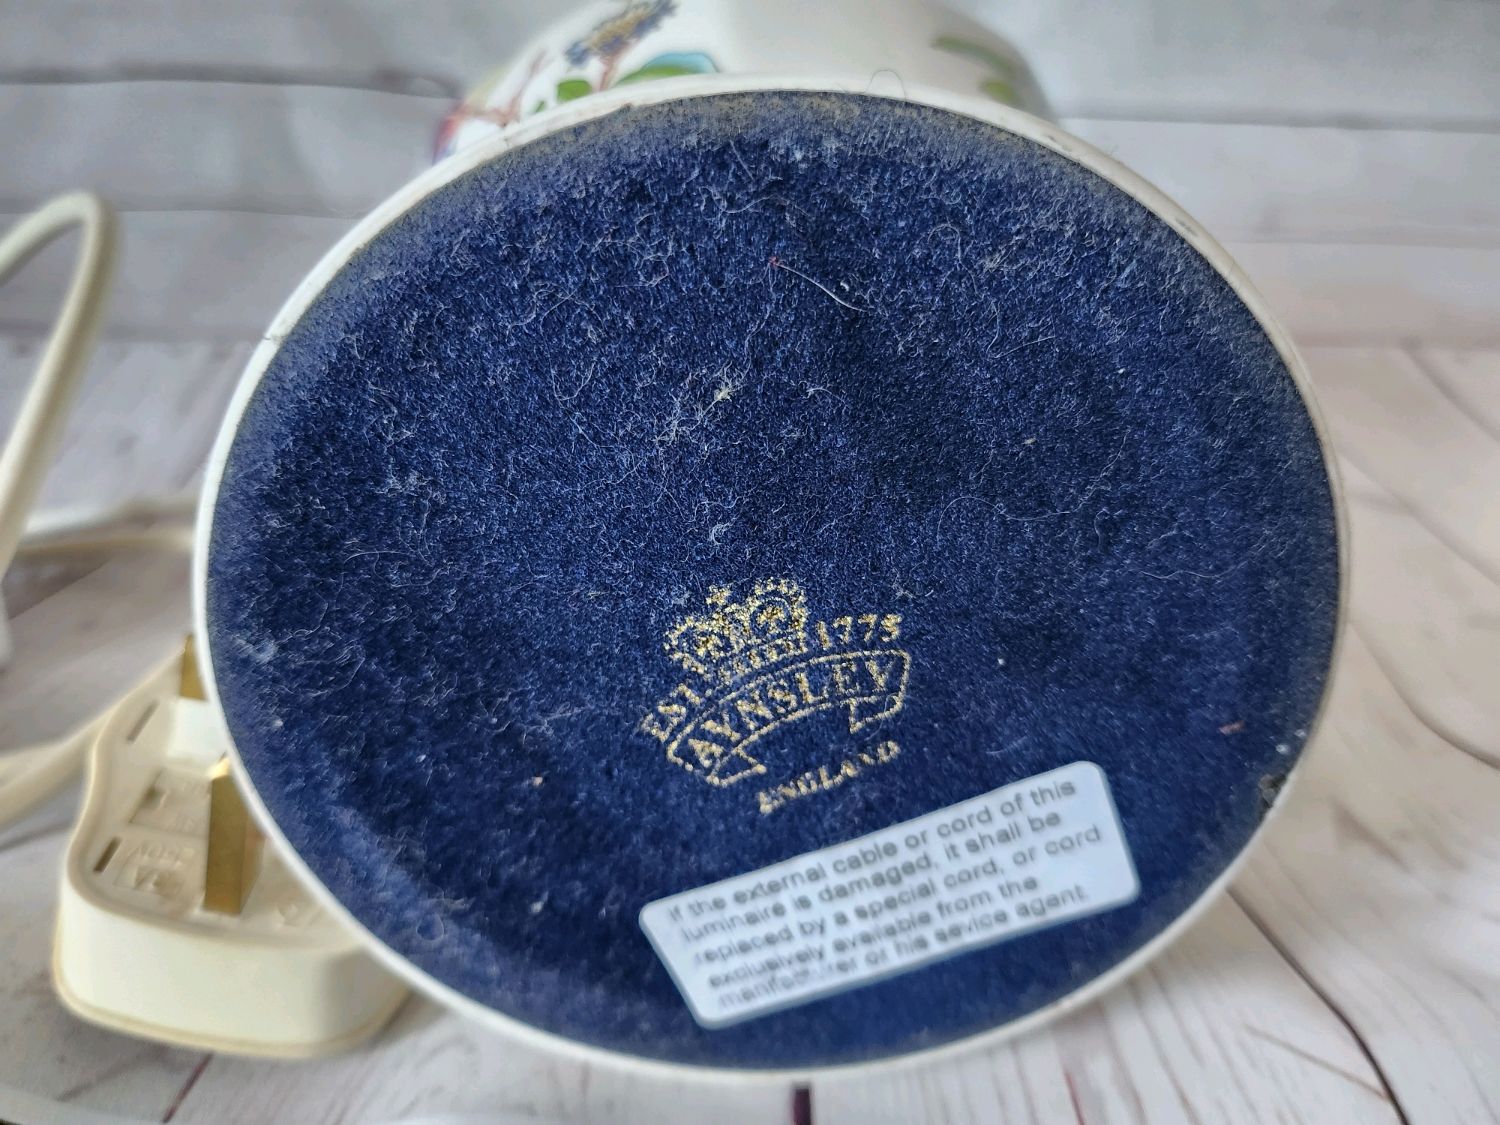 EST. 1775
AYNSLEY
ENGLAND
If the external cable or cord of this
luminaire is damaged, it shall be
replaced by a special cord, or cord
exclusively available from the
manfacturer or his sevice agent